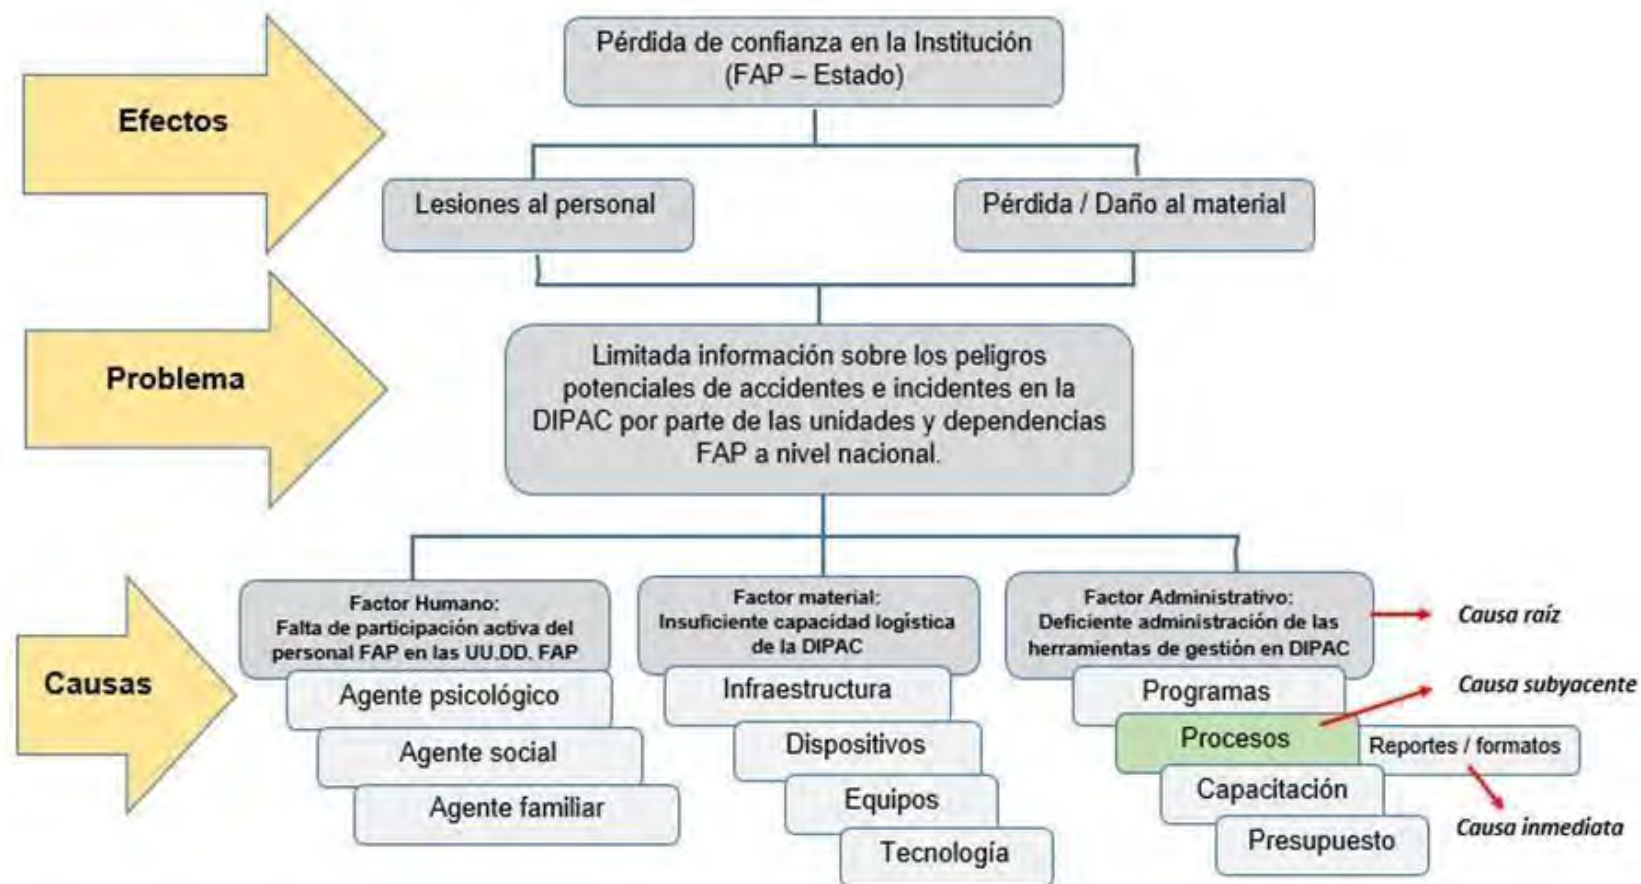 Efectos
Pérdida de confianza en la Institución
(FAP – Estado)
Lesiones al personal
Pérdida / Daño al material
Problema
Limitada información sobre los peligros
potenciales de accidentes e incidentes en la
DIPAC por parte de las unidades y dependencias
FAP a nivel nacional.
Causas
Factor Humano:
Falta de participación activa del
personal FAP en las UU.DD. FAP
Agente psicológico
Agente social
Agente familiar
Factor material:
Insuficiente capacidad logística
de la DIPAC
Infraestructura
Dispositivos
Equipos
Tecnología
Factor Administrativo:
Deficiente administración de las
herramientas de gestión en DIPAC
Programas
Procesos
Reportes / formatos
Capacitación
Presupuesto
Causa raíz
Causa subyacente
Causa inmediata